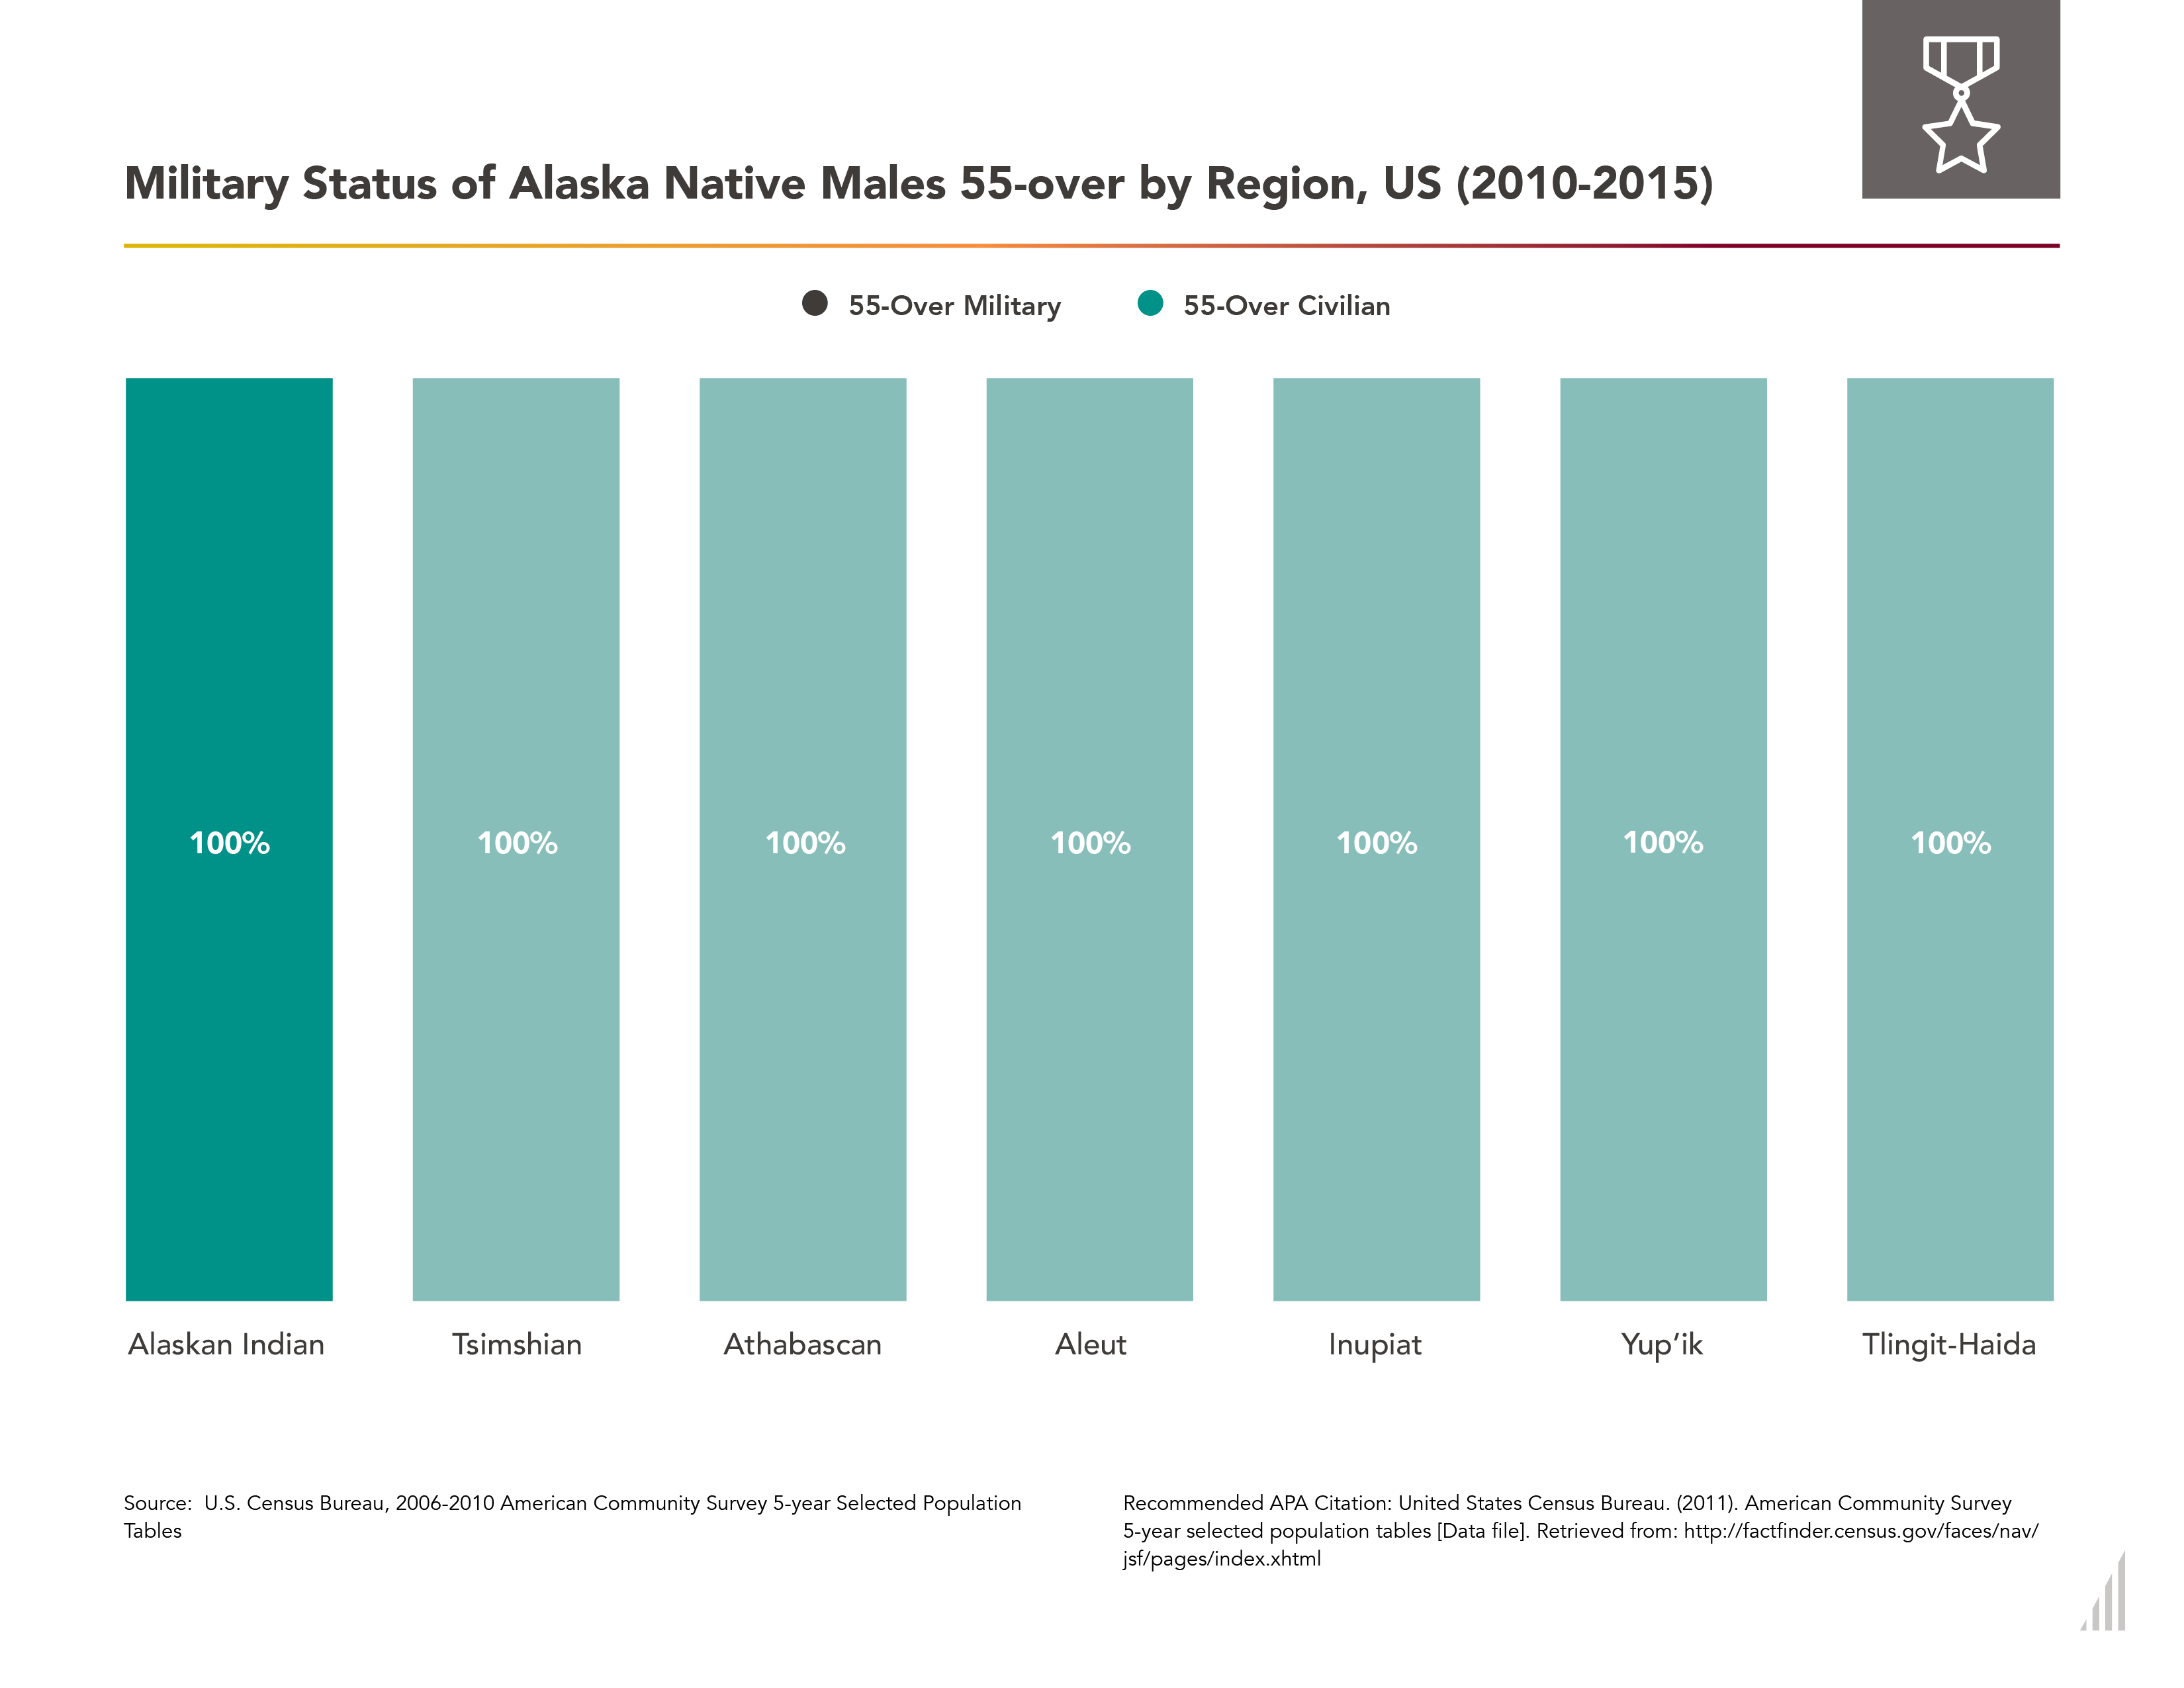 Military Status of Alaska Native Males 55-over by Region, US (2010-2015)
55-Over Military
55-Over Civilian
100%
100%
100%
100%
100%
100%
100%
Alaskan Indian
Tsimshian
Athabascan
Aleut
Inupiat
Yup’ik
Tlingit-Haida
Source:  U.S. Census Bureau, 2006-2010 American Community Survey 5-year Selected Population
Tables
Recommended APA Citation: United States Census Bureau. (2011). American Community Survey
5-year selected population tables [Data file]. Retrieved from: http://factfinder.census.gov/faces/nav/
jsf/pages/index.xhtml